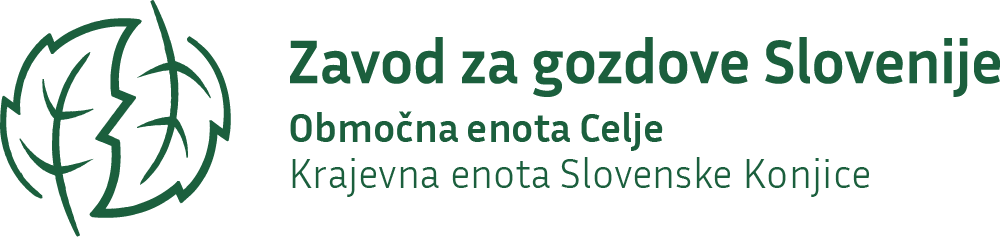 Zavod za gozdove Slovenije
Območna enota Celje
Krajevna enota Slovenske Konjice